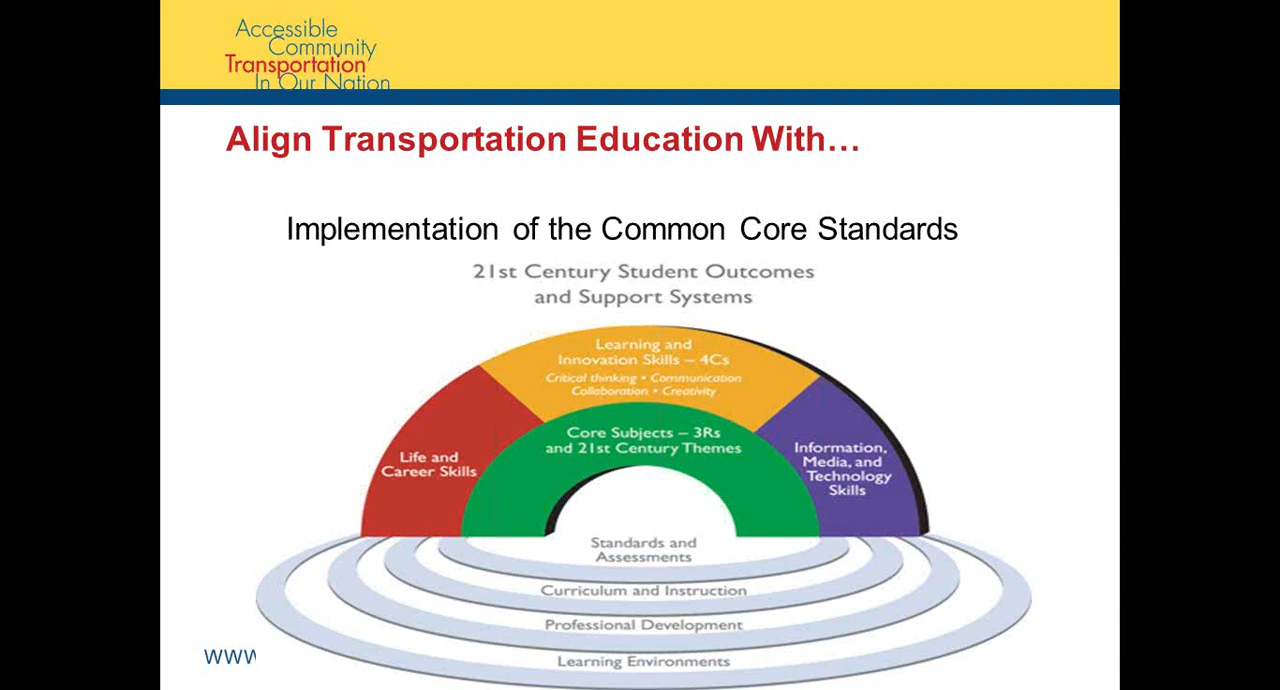 Accessible
Community
Transportation
In Our Nation
Align Transportation Education With…
Implementation of the Common Core Standards
21st Century Student Outcomes
and Support Systems
Learning and
Innovation Skills – 4Cs
Critical thinking • Communication
Collaboration • Creativity
Core Subjects – 3Rs
and 21st Century Themes
Life and
Career Skills
Information,
Media, and
Technology
Skills
Standards and
Assessments
Curriculum and Instruction
Professional Development
Learning Environments
www